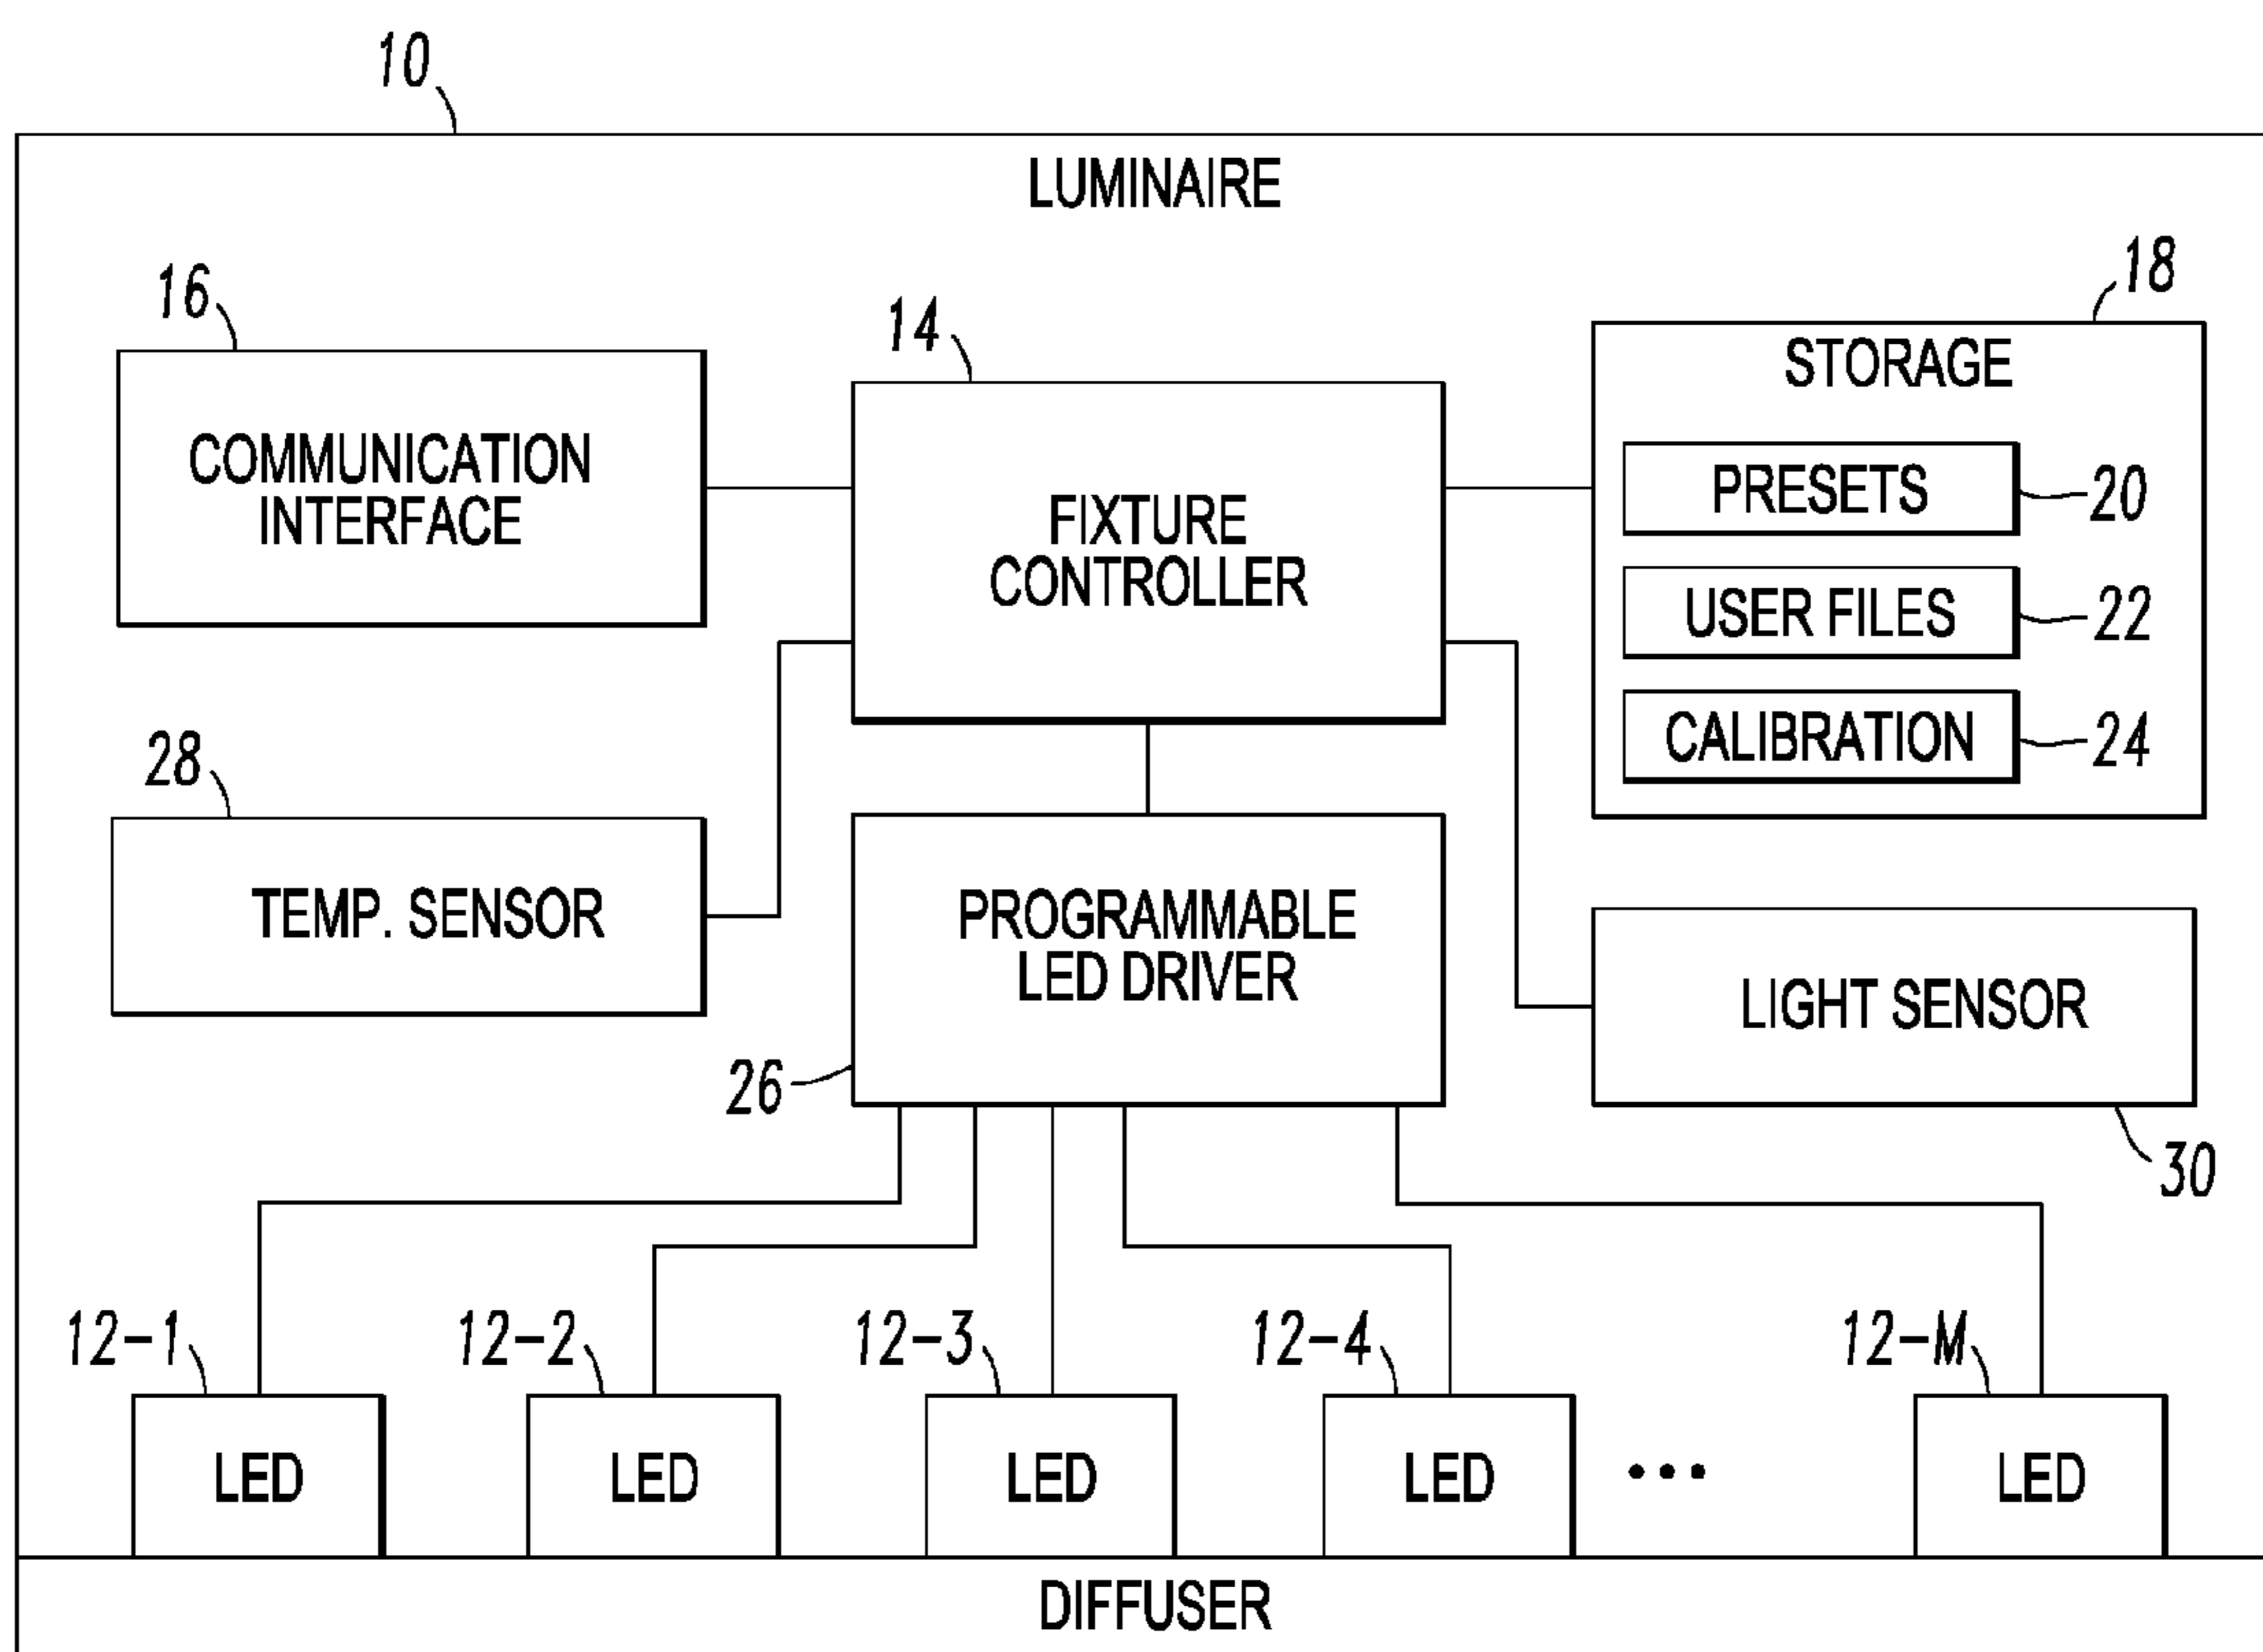 10
LUMINAIRE
16
14
18
COMMUNICATION
INTERFACE
FIXTURE
CONTROLLER
STORAGE
PRESETS
20
USER FILES
22
CALIBRATION
24
28
TEMP. SENSOR
PROGRAMMABLE
LED DRIVER
26
LIGHT SENSOR
30
12-1
12-2
12-3
12-4
12-M
LED
LED
LED
LED
•••
LED
DIFFUSER